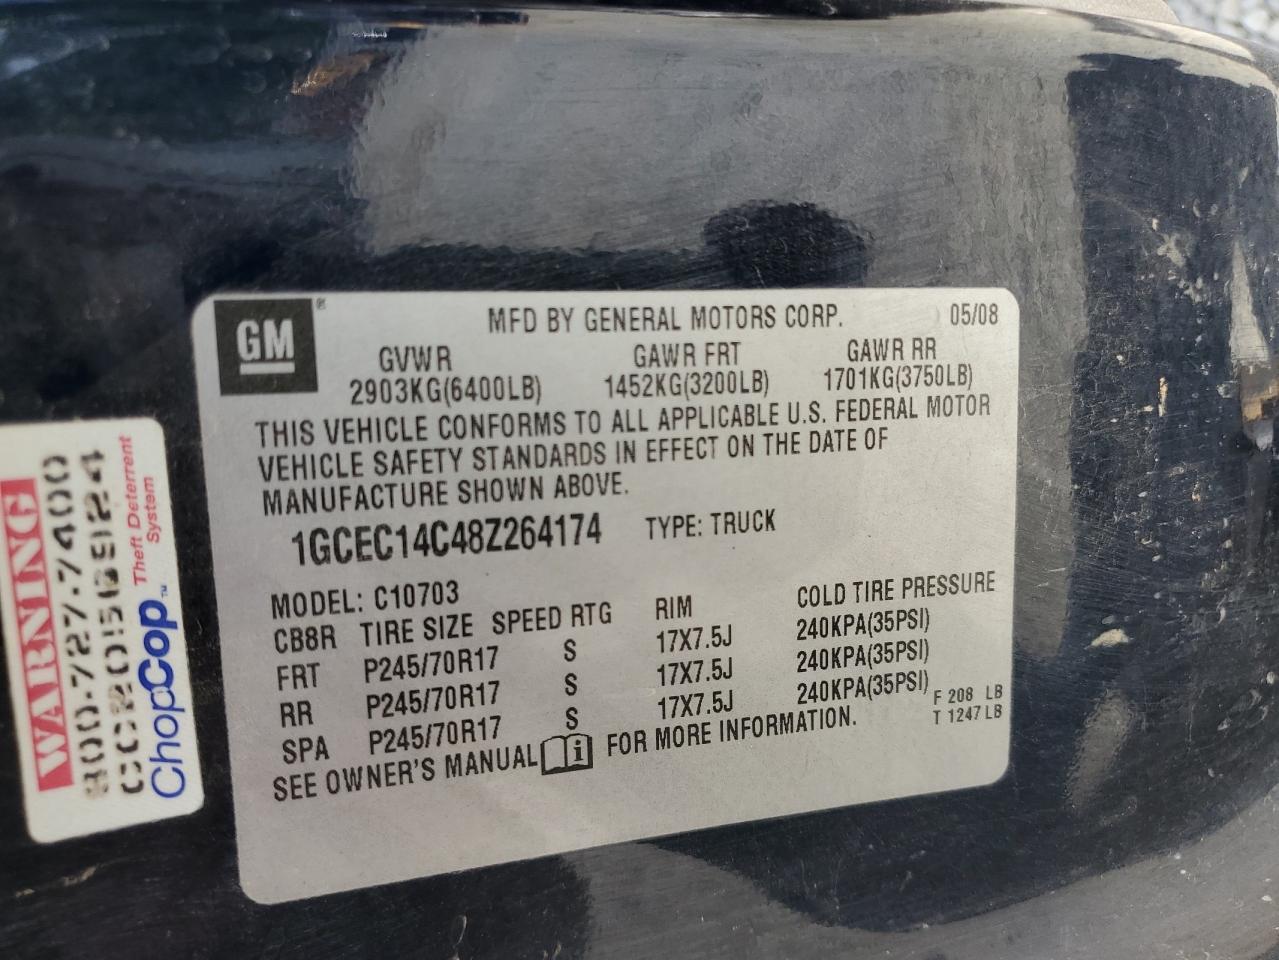 GM ®
MFD BY GENERAL MOTORS CORP. 05/08
GVWR GAWR FRT GAWR RR
2903KG(6400LB) 1452KG(3200LB) 1701KG(3750LB)
THIS VEHICLE CONFORMS TO ALL APPLICABLE U.S. FEDERAL MOTOR
VEHICLE SAFETY STANDARDS IN EFFECT ON THE DATE OF
MANUFACTURE SHOWN ABOVE.
1GCEC14C48Z264174 TYPE: TRUCK
MODEL: C10703
CB8R TIRE SIZE SPEED RTG RIM COLD TIRE PRESSURE
FRT P245/70R17 S 17X7.5J 240KPA(35PSI)
RR P245/70R17 S 17X7.5J 240KPA(35PSI)
SPA P245/70R17 S 17X7.5J 240KPA(35PSI)
F 208 LB
T 1247 LB
SEE OWNER'S MANUAL i FOR MORE INFORMATION.
WARNING
800-727-7400
ChopCop™ Theft Deterrent
System